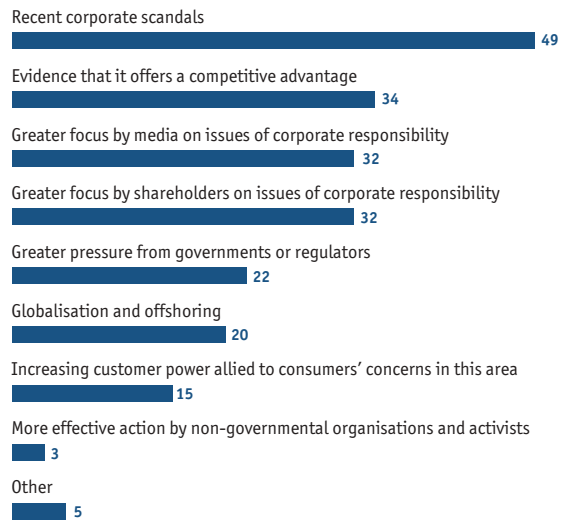 Recent corporate scandals
49
Evidence that it offers a competitive advantage
34
Greater focus by media on issues of corporate responsibility
32
Greater focus by shareholders on issues of corporate responsibility
32
Greater pressure from governments or regulators
22
Globalisation and offshoring
20
Increasing customer power allied to consumers’ concerns in this area
15
More effective action by non-governmental organisations and activists
3
Other
5